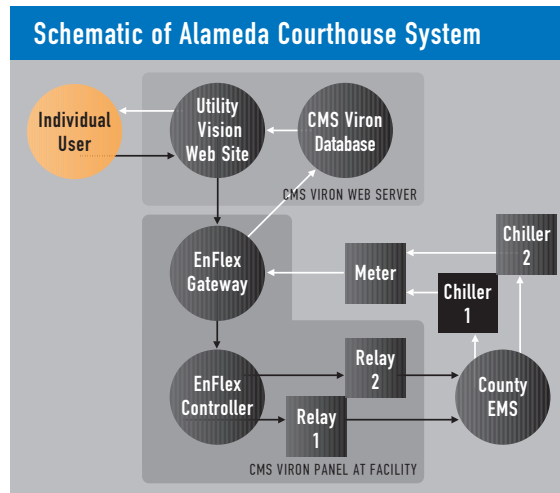 Schematic of Alameda Courthouse System
Individual
User
Utility
Vision
Web Site
CMS Viron
Database
CMS VIRON WEB SERVER
EnFlex
Gateway
Meter
Chiller
2
Chiller
1
EnFlex
Controller
Relay
2
Relay
1
County
EMS
CMS VIRON PANEL AT FACILITY